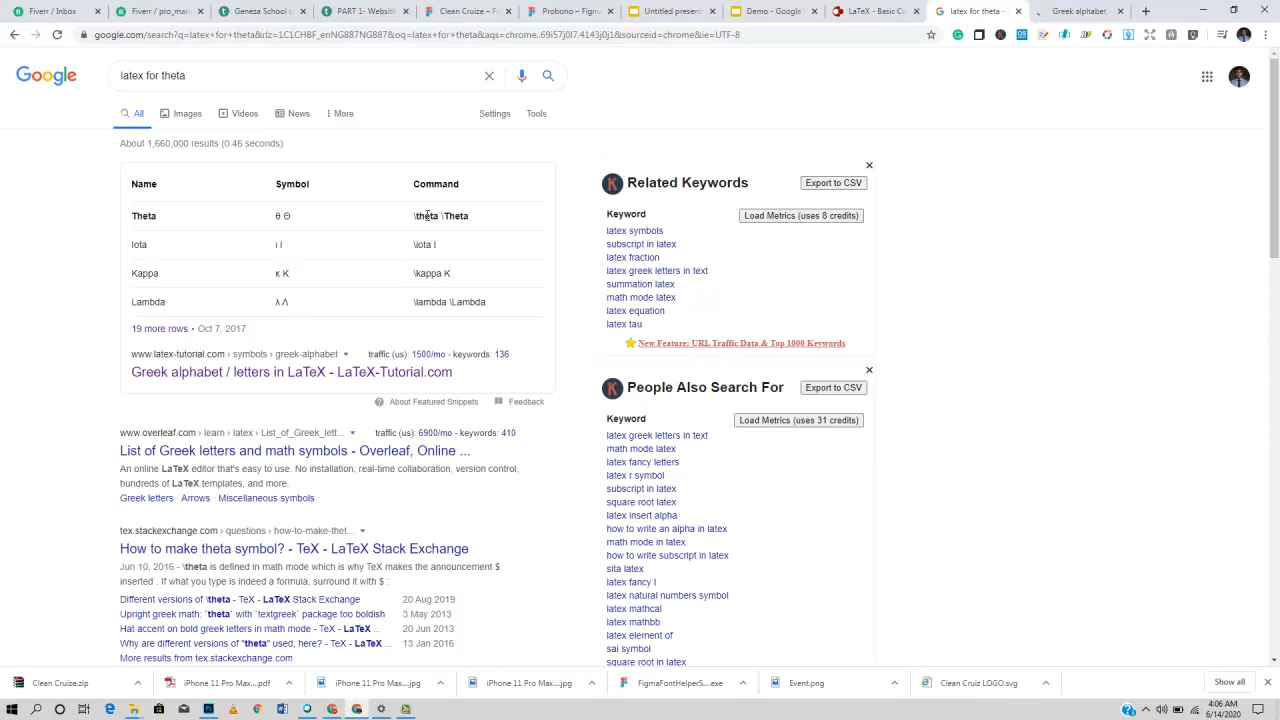 Fiverr / Inbox
Fiverr / pro_mar
Geneza School o
PART 1- Website
Clean Cruize – F
Probono – Figm
Untitled present
Demo - Google
LaTeX - Basic Co
latex for theta -
Greek alphabet
google.com/search?q=latex+for+theta&rlz=1C1CHBF_enNG887NG887&oq=latex+for+theta&aqs=chrome..69i57j0l7.4143j0j1&sourceid=chrome&ie=UTF-8
Google
latex for theta
All
Images
Videos
News
More
Settings
Tools
About 1,660,000 results (0.46 seconds)
Name Symbol Command
Theta θ Θ \theta \Theta
Iota ι I \iota I
Kappa κ K \kappa K
Lambda λ Λ \lambda \Lambda
19 more rows • Oct 7, 2017
www.latex-tutorial.com › symbols › greek-alphabet traffic (us): 1500/mo - keywords: 136
Greek alphabet / letters in LaTeX - LaTeX-Tutorial.com
About Featured Snippets Feedback
www.overleaf.com › learn › latex › List_of_Greek_lett... traffic (us): 6900/mo - keywords: 410
List of Greek letters and math symbols - Overleaf, Online ...
An online LaTeX editor that's easy to use. No installation, real-time collaboration, version control,
hundreds of LaTeX templates, and more.
Greek letters · Arrows · Miscellaneous symbols
tex.stackexchange.com › questions › how-to-make-thet...
How to make theta symbol? - TeX - LaTeX Stack Exchange
Jun 10, 2016 - \theta is defined in math mode which is why TeX makes the announcement $
inserted . If what you type is indeed a formula, surround it with $ :
Different versions of \theta - TeX - LaTeX Stack Exchange 20 Aug 2019
Upright greek math: `theta` with `textgreek` package too boldish 3 May 2013
Hat accent on bold greek letters in math mode - TeX - LaTeX ... 20 Jun 2013
Why are different versions of "theta" used, here? - TeX - LaTeX ... 13 Jan 2016
More results from tex.stackexchange.com
Related Keywords
Export to CSV
Keyword
Load Metrics (uses 8 credits)
latex symbols
subscript in latex
latex fraction
latex greek letters in text
summation latex
math mode latex
latex equation
latex tau
New Feature: URL Traffic Data & Top 1000 Keywords
People Also Search For
Export to CSV
Keyword
Load Metrics (uses 31 credits)
latex greek letters in text
math mode latex
latex fancy letters
latex r symbol
subscript in latex
square root latex
latex insert alpha
how to write an alpha in latex
math mode in latex
how to write subscript in latex
sita latex
latex fancy l
latex natural numbers symbol
latex mathcal
latex mathbb
latex element of
sai symbol
square root in latex
Clean Cruize.zip
iPhone 11 Pro Max....pdf
iPhone 11 Pro Max....jpg
iPhone 11 Pro Max....jpg
FigmaFontHelperS....exe
Event.png
Clean Cruiz LOGO.svg
Show all
4:06 AM
6/14/2020